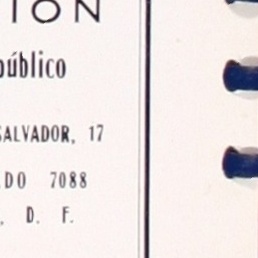 ION
público
SALVADOR, 17
DO 7088
, D. F.